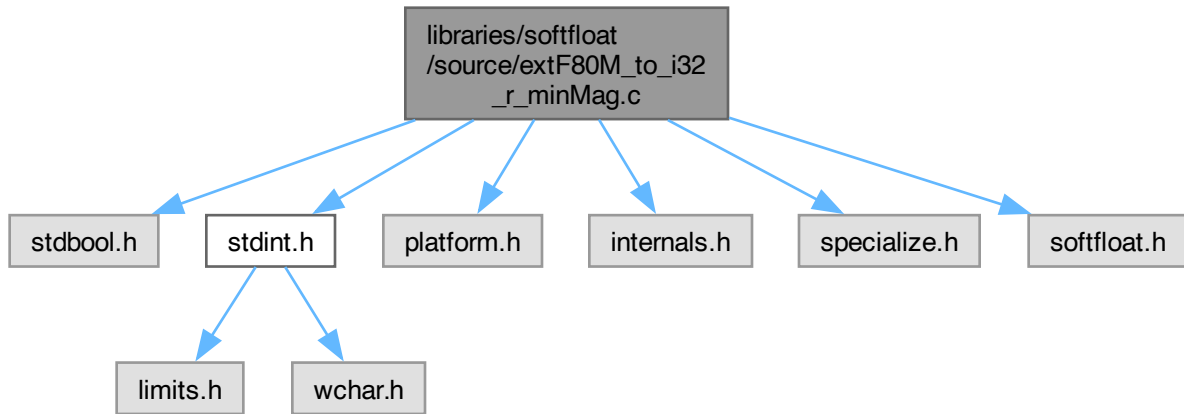 libraries/softfloat
/source/extF80M_to_i32
_r_minMag.c
stdbool.h
stdint.h
platform.h
internals.h
specialize.h
softfloat.h
limits.h
wchar.h